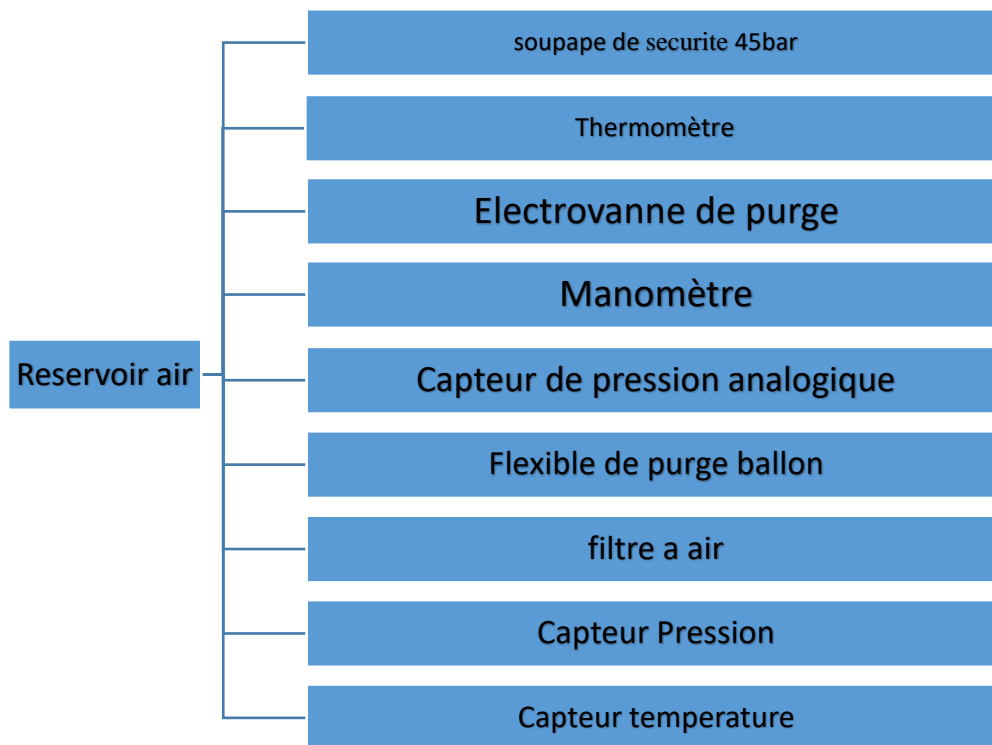 soupape de securite 45bar
Thermomètre
Electrovanne de purge
Manomètre
Reservoir air
Capteur de pression analogique
Flexible de purge ballon
filtre a air
Capteur Pression
Capteur temperature